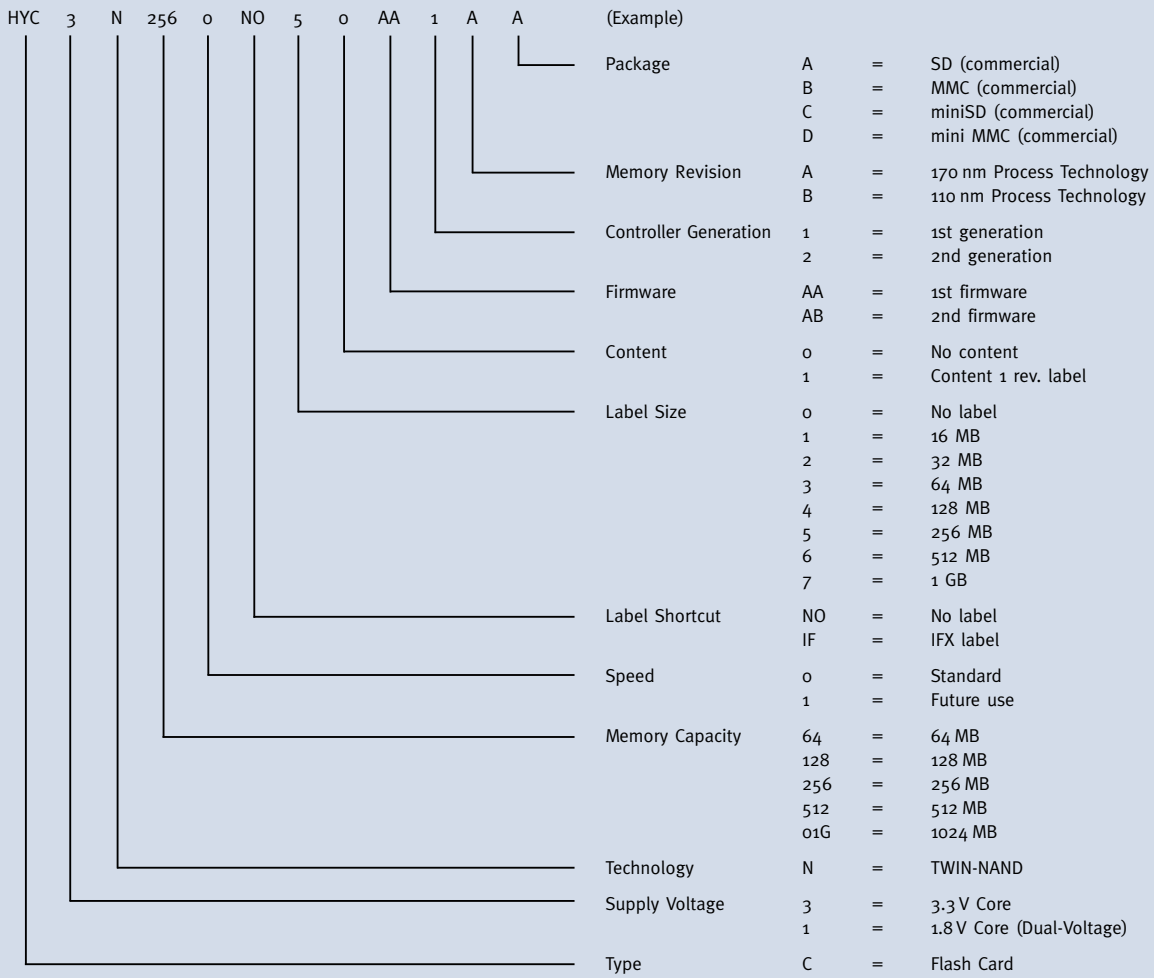 HYC 3 N 256 0 NO 5 0 AA 1 A A (Example)
Package A = SD (commercial)
B = MMC (commercial)
C = miniSD (commercial)
D = mini MMC (commercial)
Memory Revision A = 170 nm Process Technology
B = 110 nm Process Technology
Controller Generation 1 = 1st generation
2 = 2nd generation
Firmware AA = 1st firmware
AB = 2nd firmware
Content 0 = No content
1 = Content 1 rev. label
Label Size 0 = No label
1 = 16 MB
2 = 32 MB
3 = 64 MB
4 = 128 MB
5 = 256 MB
6 = 512 MB
7 = 1 GB
Label Shortcut NO = No label
IF = IFX label
Speed 0 = Standard
1 = Future use
Memory Capacity 64 = 64 MB
128 = 128 MB
256 = 256 MB
512 = 512 MB
01G = 1024 MB
Technology N = TWIN-NAND
Supply Voltage 3 = 3.3 V Core
1 = 1.8 V Core (Dual-Voltage)
Type C = Flash Card